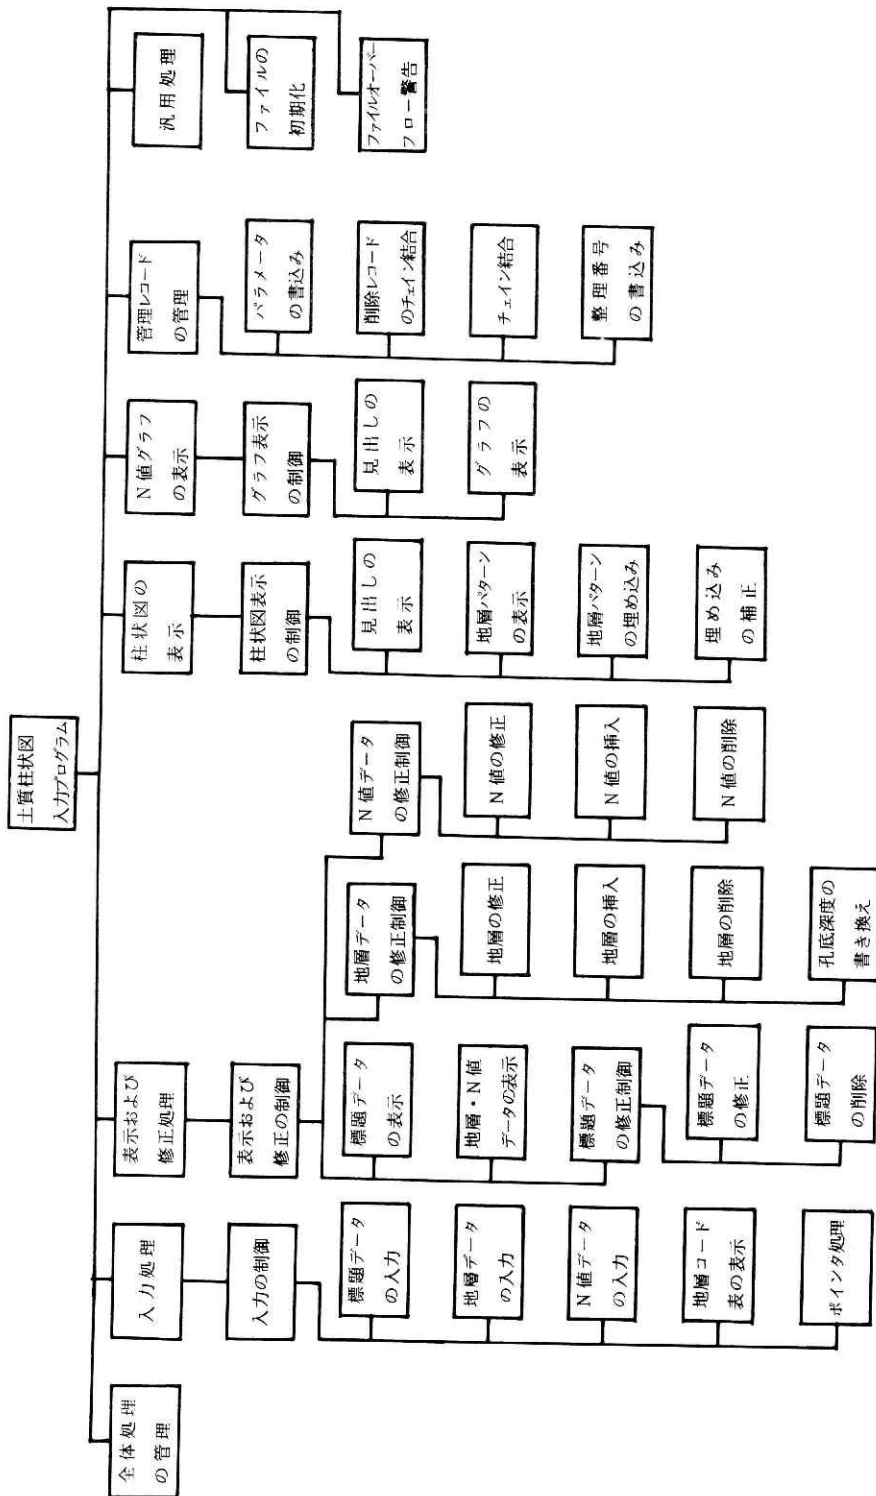 土質柱状図
入力プログラム
全体処理
の管理
入力処理
入力の制御
標題データ
の入力
地層データ
の入力
N値データ
の入力
地層コード
表の表示
ポインタ処理
表示および
修正処理
表示および
修正の制御
標題データ
の表示
地層・N値
データの表示
標題データ
の修正制御
標題データ
の修正
標題データ
の削除
地層データ
の修正制御
地層の修正
地層の挿入
地層の削除
孔底深度の
書き換え
N値データ
の修正制御
N値の修正
N値の挿入
N値の削除
柱状図の
表示
柱状図表示
の制御
見出しの
表示
地層パターン
の表示
地層パターン
の埋め込み
埋め込み
の補正
N値グラフ
の表示
グラフ表示
の制御
見出しの
表示
グラフの
表示
管理レコード
の管理
パラメータ
の書込み
削除レコード
のチェイン結合
チェイン結合
整理番号
の書込み
汎用処理
ファイルの
初期化
ファイルオーバー
フロー警告